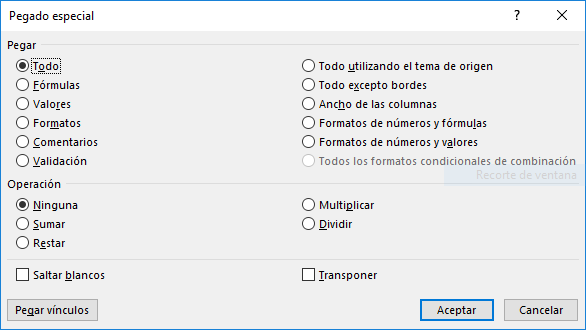 Pegado especial
? ×
Pegar
Todo
Todo utilizando el tema de origen
Fórmulas
Todo excepto bordes
Valores
Ancho de las columnas
Formatos
Formatos de números y fórmulas
Comentarios
Formatos de números y valores
Validación
Todos los formatos condicionales de combinación
Recorte de ventana
Operación
Ninguna
Multiplicar
Sumar
Dividir
Restar
Saltar blancos
Transponer
Pegar vínculos
Aceptar
Cancelar